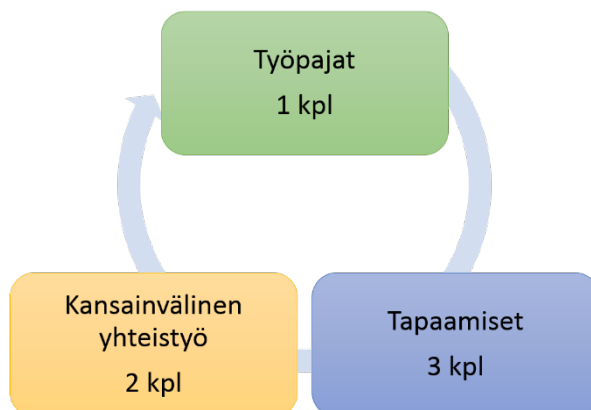 Työpajat
1 kpl
Kansainvälinen
yhteistyö
2 kpl
Tapaamiset
3 kpl